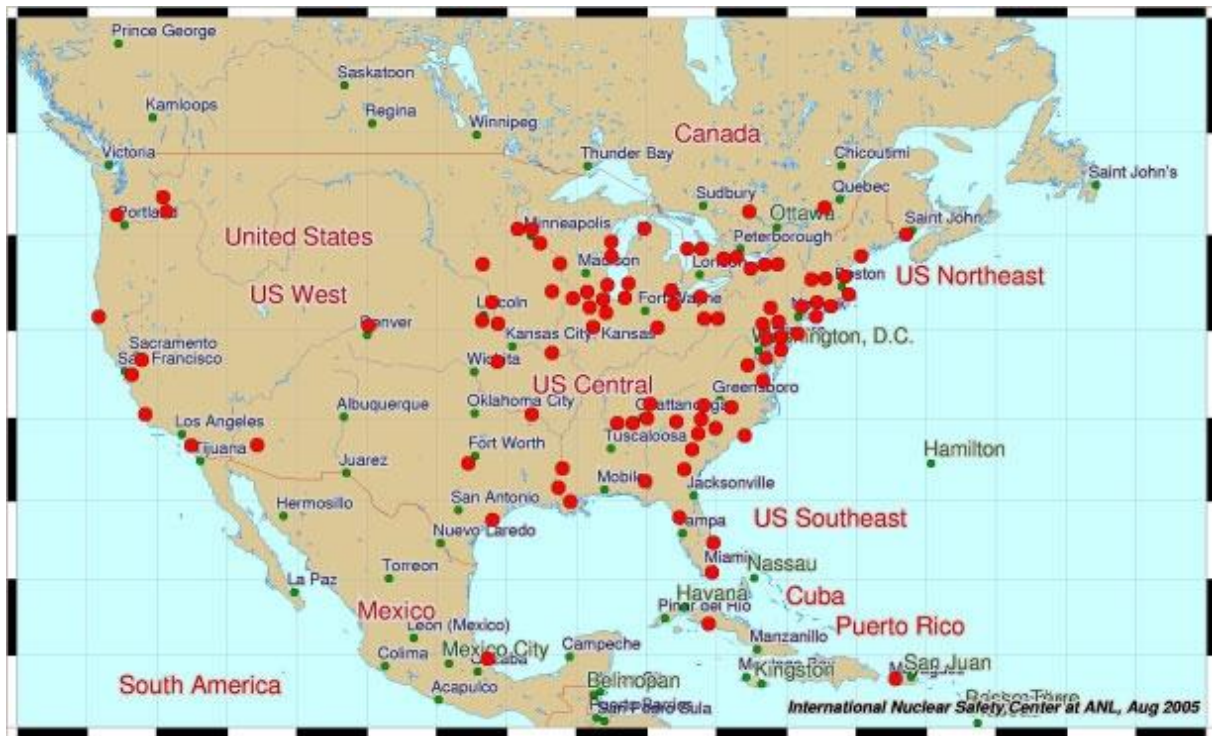 Prince George
Saskatoon
Kamloops
Regina
Winnipeg
Canada
Victoria
Thunder Bay
Chicoutimi
Saint John's
Sudbury
Quebec
Portland
Minneapolis
Ottawa
Saint John
United States
Peterborough
Madison
London
Boston
US Northeast
US West
Lincoln
Fort Wayne
Denver
Kansas City, Kansas
Washington, D.C.
Sacramento
San Francisco
Wichita
US Central
Greensboro
Albuquerque
Oklahoma City
Chattanooga
Los Angeles
Tijuana
Fort Worth
Tuscaloosa
Hamilton
Juarez
Mobile
Jacksonville
Hermosillo
San Antonio
US Southeast
Nuevo Laredo
Tampa
Miami
Nassau
La Paz
Torreon
Havana
Cuba
Mexico
Pinar del Rio
Puerto Rico
Leon (Mexico)
Manzanillo
Colima
Mexico City
Campeche
Kingston
San Juan
South America
Belmopan
Acapulco
San Pedro Sula
International Nuclear Safety Center at ANL, Aug 2005